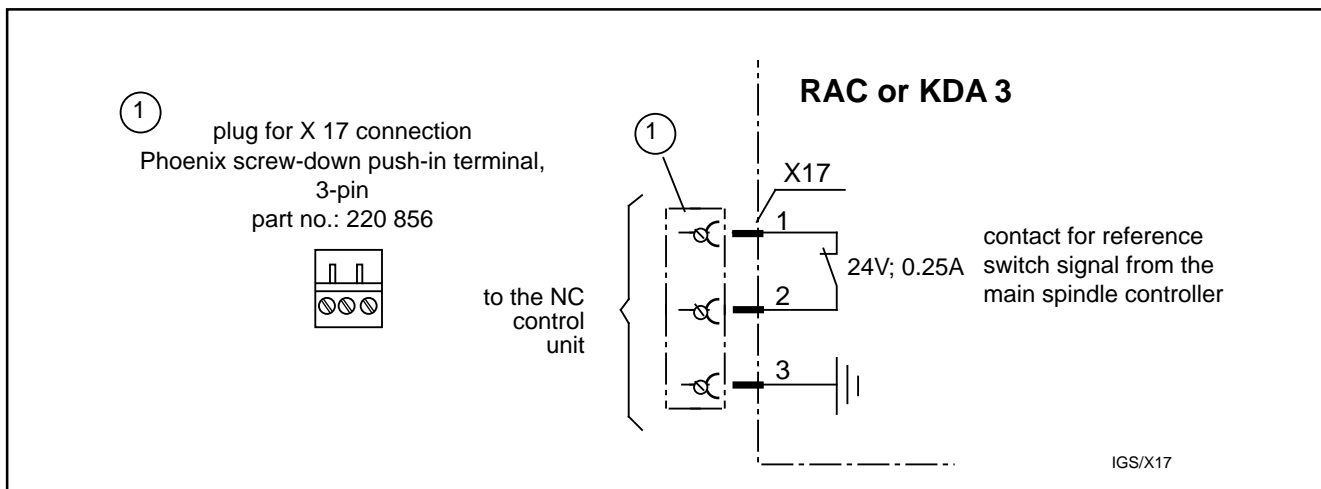 RAC or KDA 3
1
plug for X 17 connection
Phoenix screw-down push-in terminal,
3-pin
part no.: 220 856
1
X17
1
24V; 0.25A
2
3
contact for reference
switch signal from the
main spindle controller
to the NC
control
unit
IGS/X17